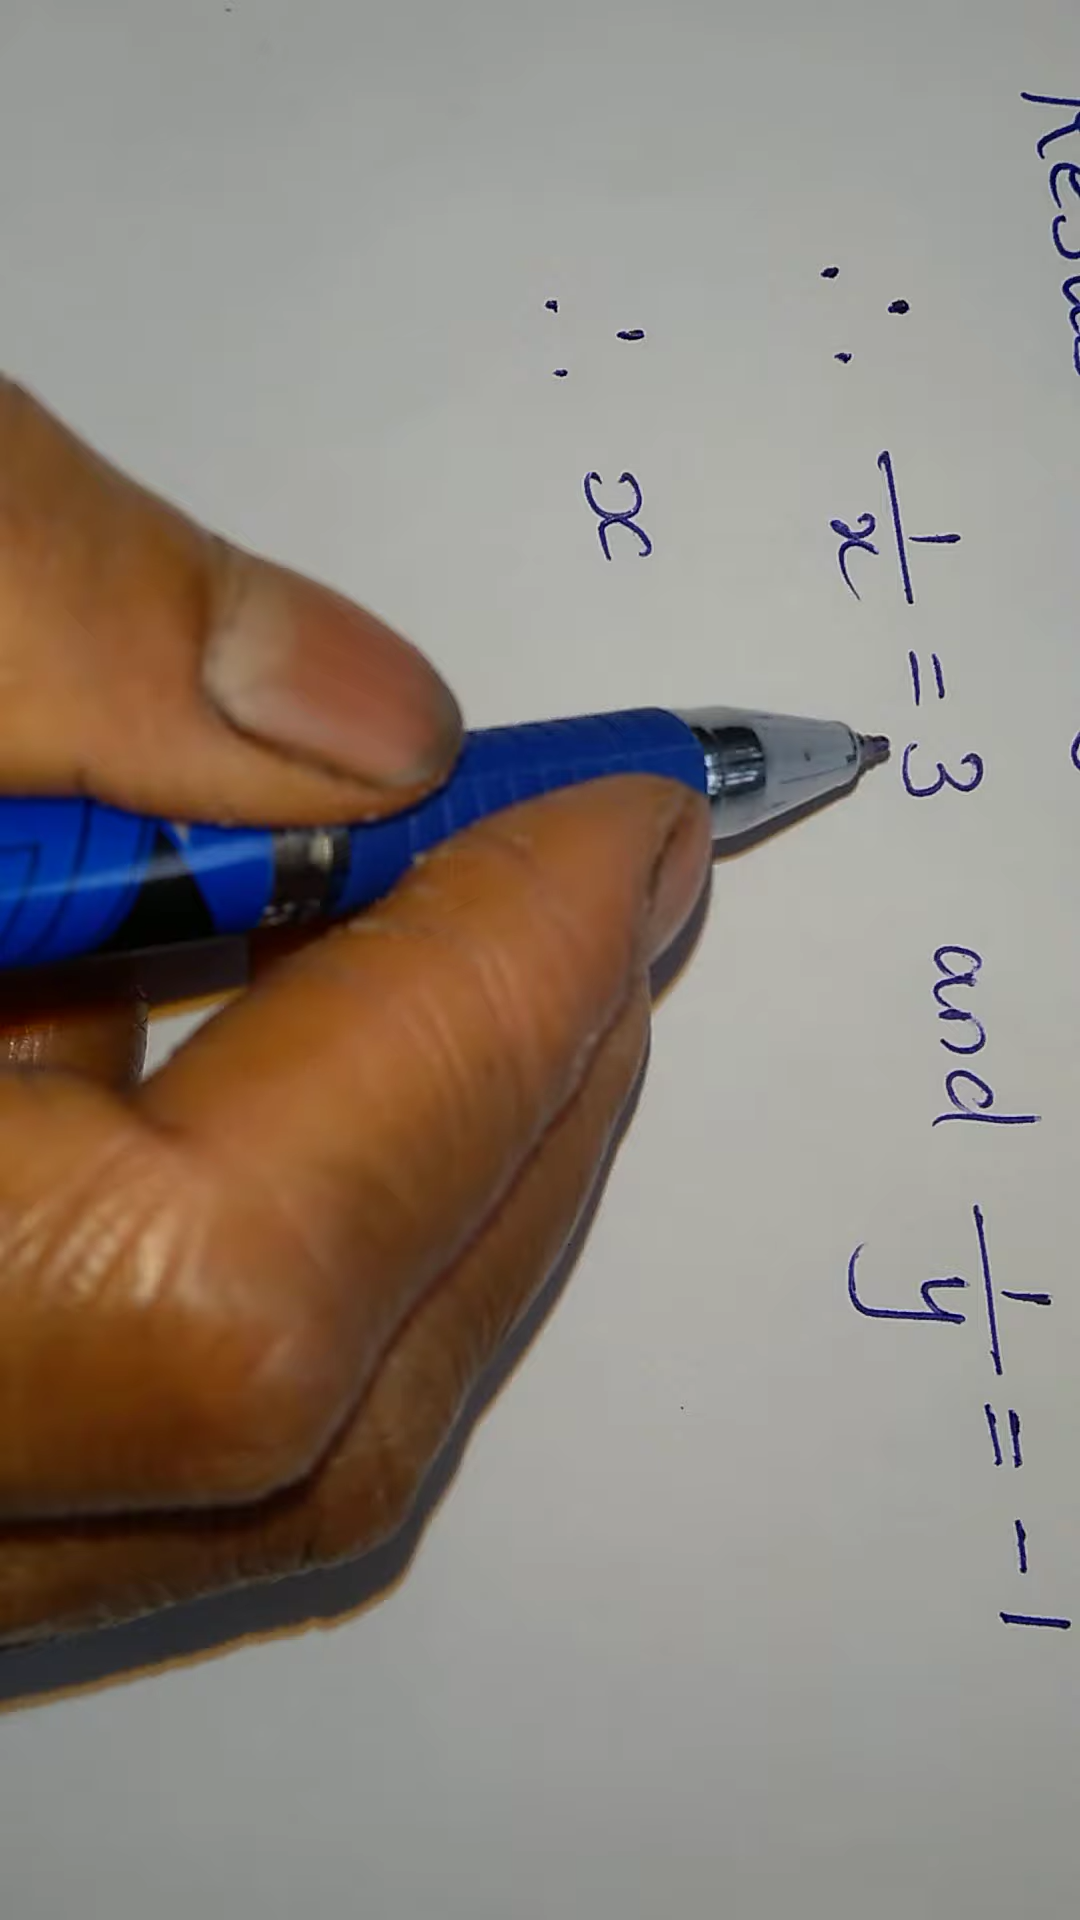 ∴ 1/x = 3 and 1/y = -1
∴ x